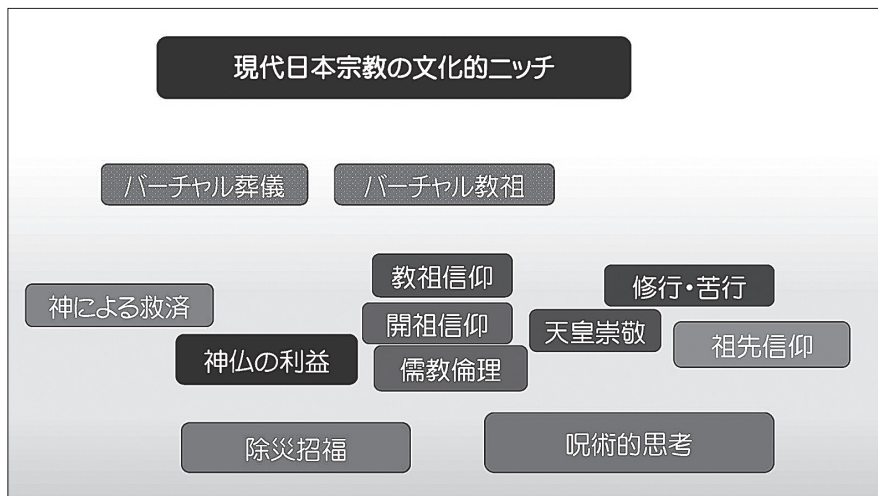 現代日本宗教の文化的ニッチ
バーチャル葬儀
バーチャル教祖
教祖信仰
修行・苦行
神による救済
開祖信仰
天皇崇敬
祖先信仰
神仏の利益
儒教倫理
除災招福
呪術的思考